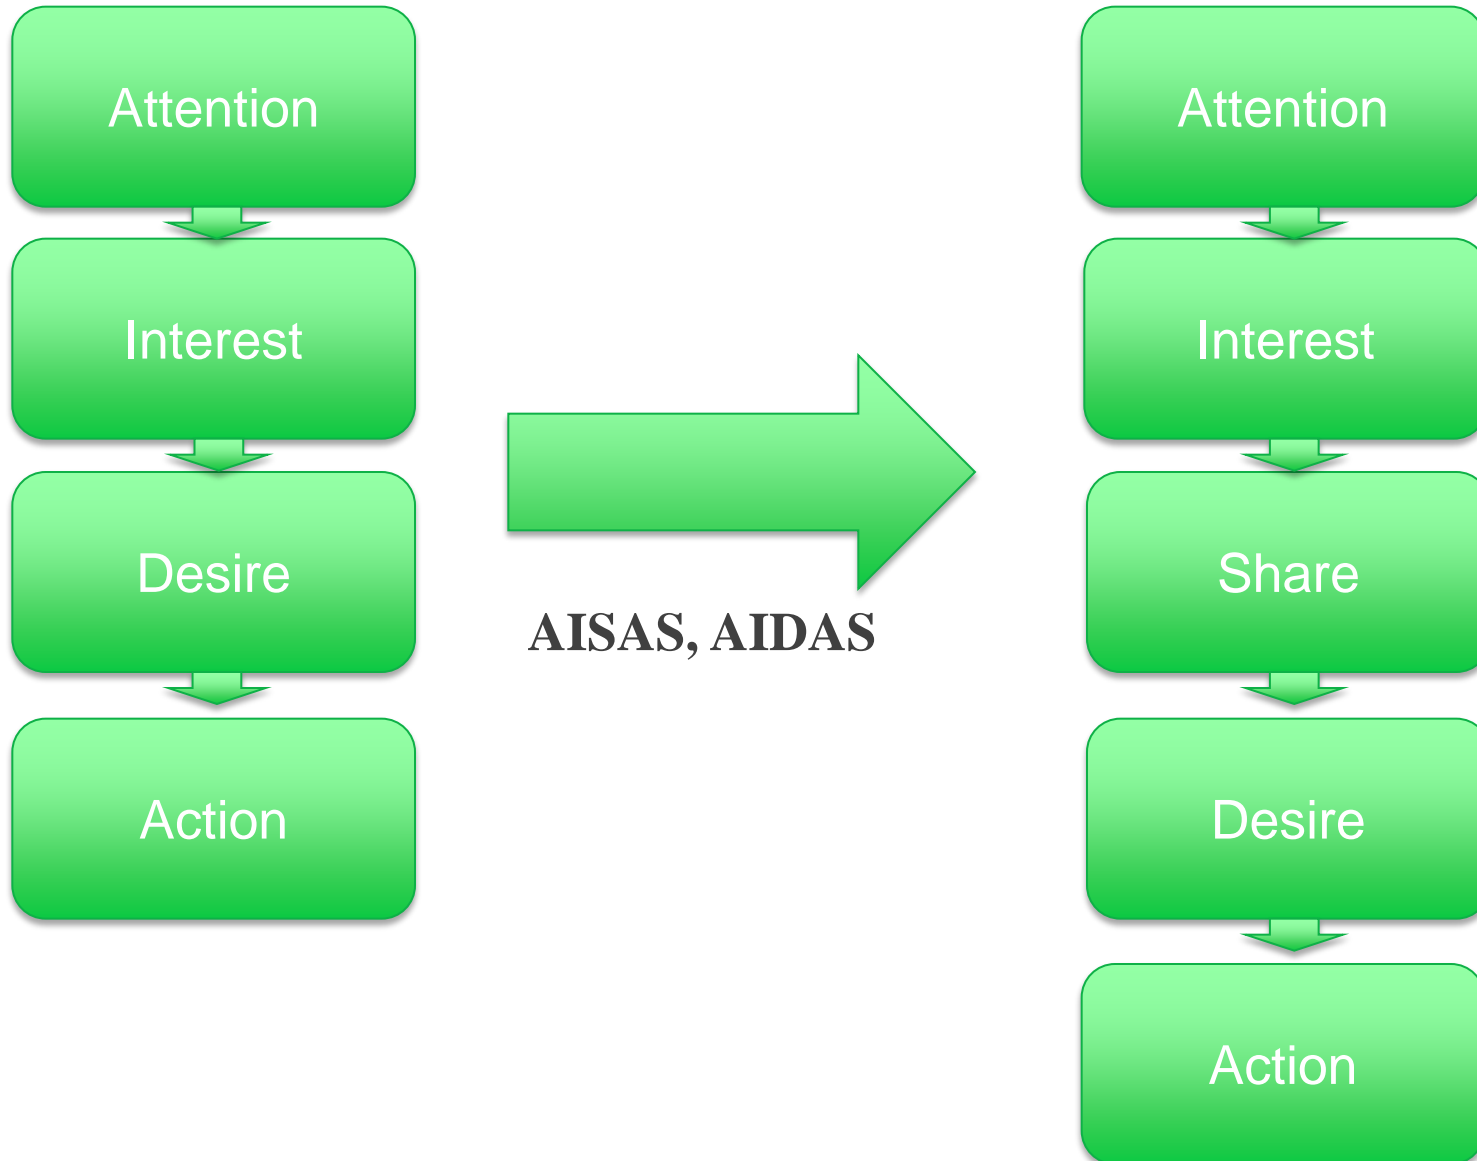 Attention
Interest
Desire
Action
AISAS, AIDAS
Attention
Interest
Share
Desire
Action